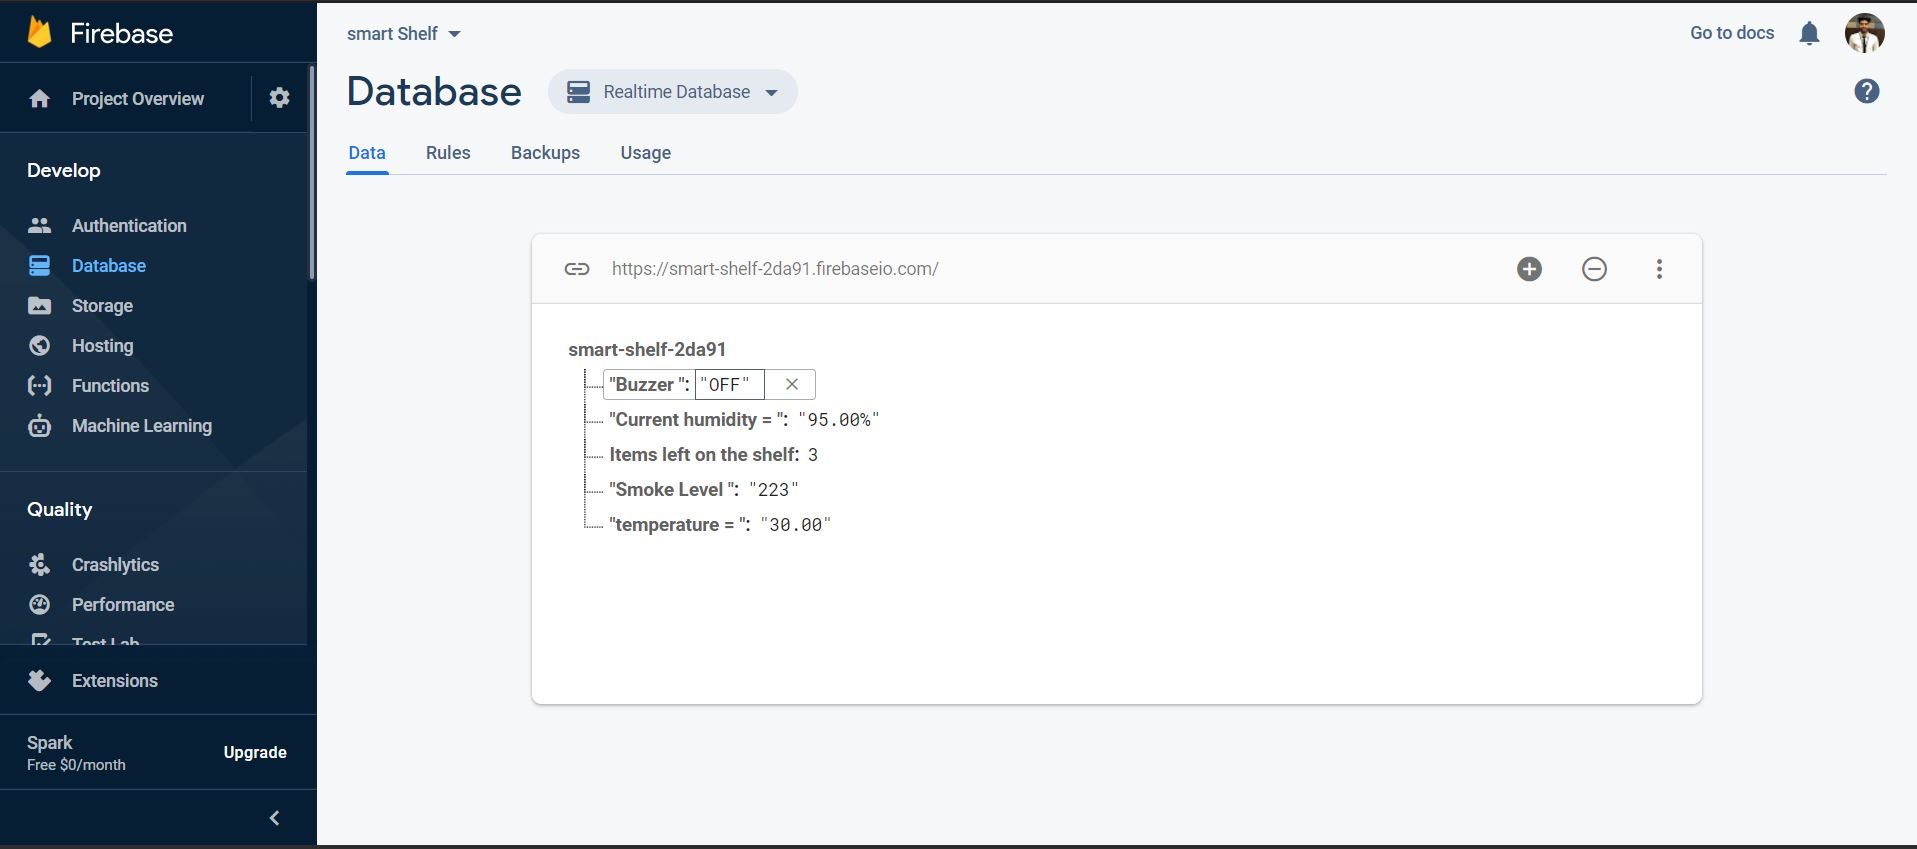 Firebase
Project Overview
Develop
Authentication
Database
Storage
Hosting
Functions
Machine Learning
Quality
Crashlytics
Performance
Test Lab
Extensions
Spark
Free $0/month
Upgrade
smart Shelf
Go to docs
Database
Realtime Database
Data Rules Backups Usage
https://smart-shelf-2da91.firebaseio.com/
smart-shelf-2da91
"Buzzer ": "OFF"
"Current humidity = ": "95.00%"
Items left on the shelf: 3
"Smoke Level ": "223"
"temperature = ": "30.00"